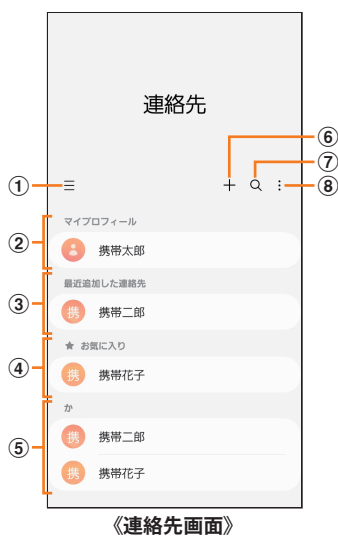 連絡先
⑥
⑦
① ⑧
マイプロフィール
② 携帯太郎
最近追加した連絡先
③ 携 携帯二郎
★ お気に入り
④ 携 携帯花子
か
携 携帯二郎
⑤
携 携帯花子
《連絡先画面》